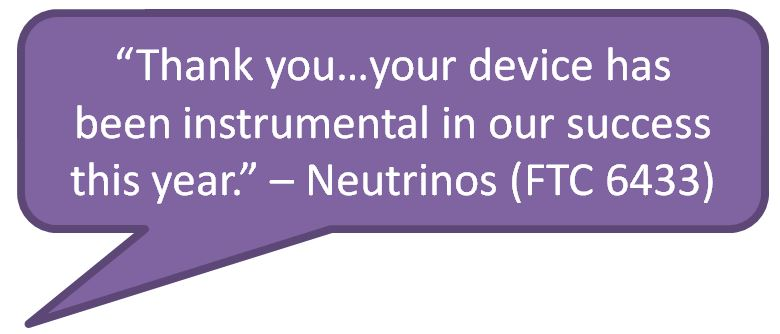 “Thank you…your device has
been instrumental in our success
this year.” – Neutrinos (FTC 6433)